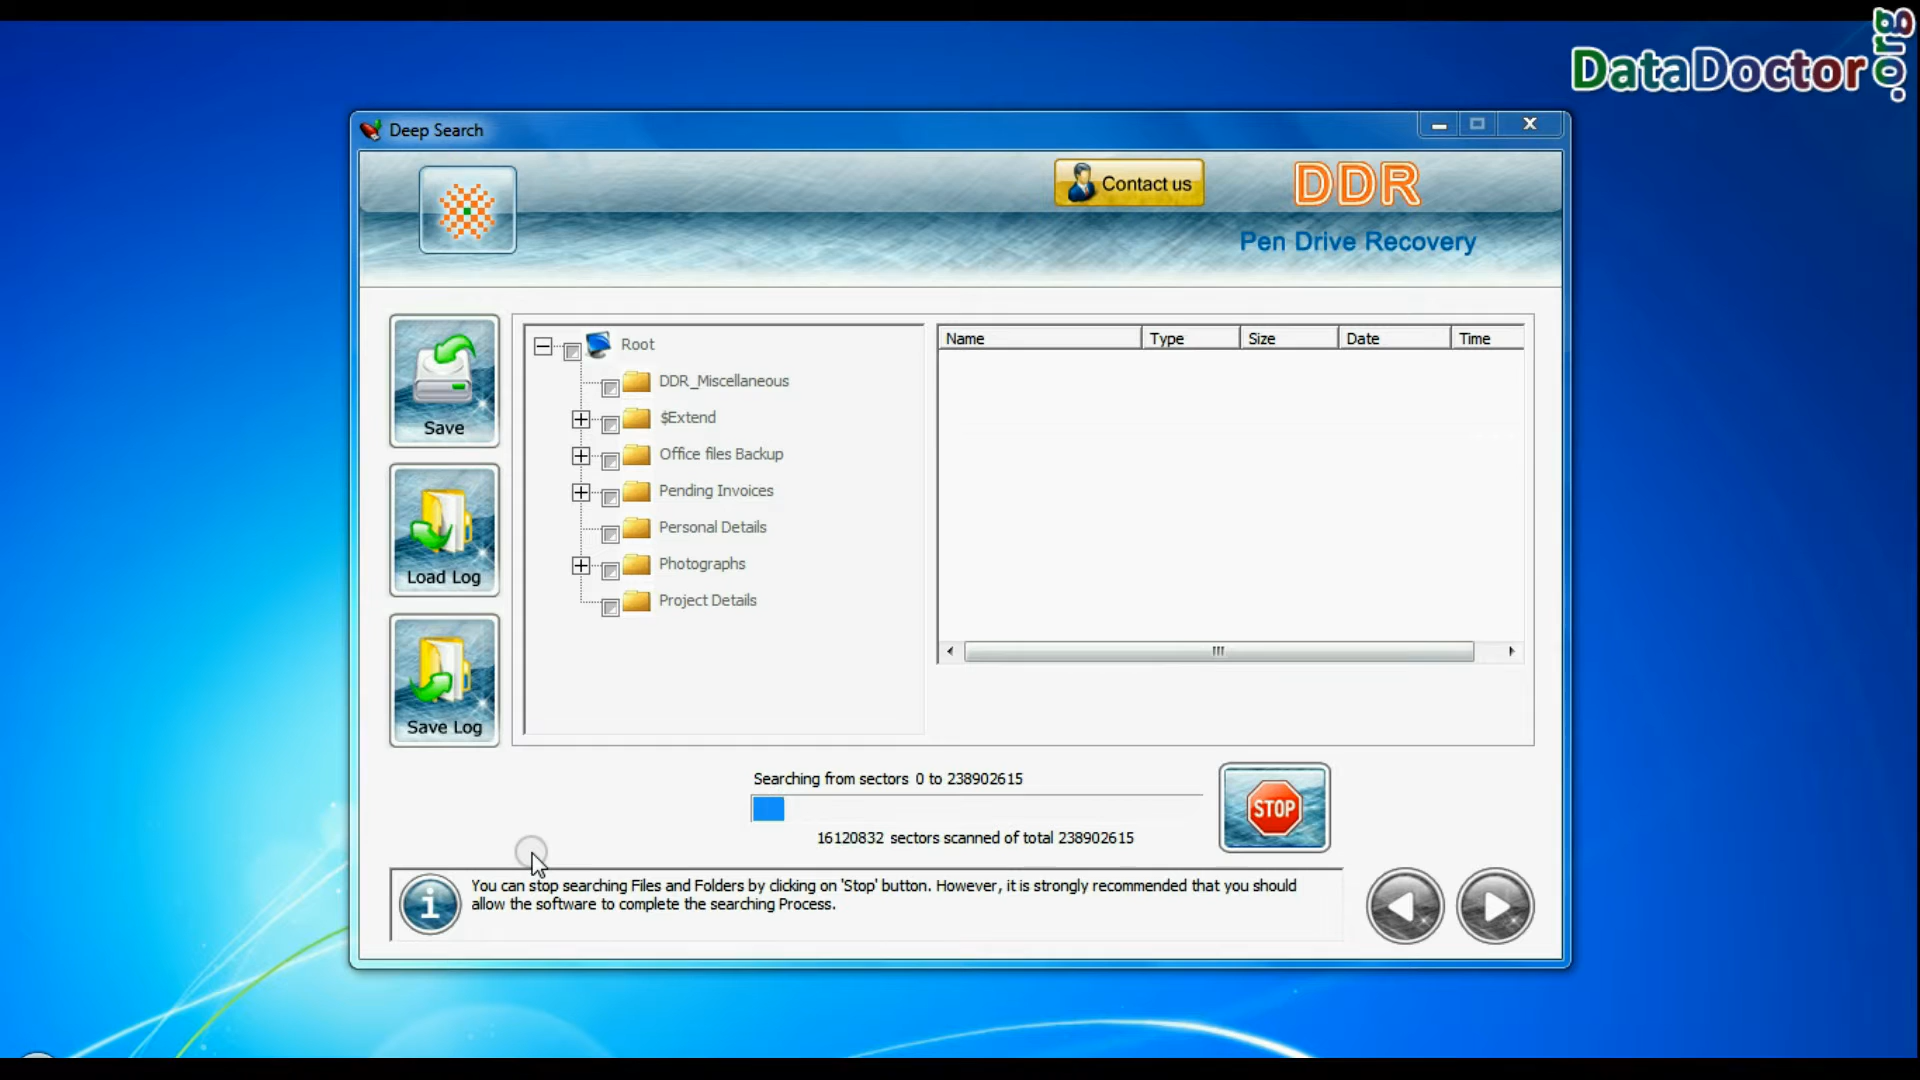 DataDoctor.org
Deep Search
Contact us
DDR
Pen Drive Recovery
Save
Load Log
Save Log
Root
DDR_Miscellaneous
$Extend
Office files Backup
Pending Invoices
Personal Details
Photographs
Project Details
Name Type Size Date Time
Searching from sectors 0 to 238902615
16120832 sectors scanned of total 238902615
STOP
You can stop searching Files and Folders by clicking on 'Stop' button. However, it is strongly recommended that you should
allow the software to complete the searching Process.